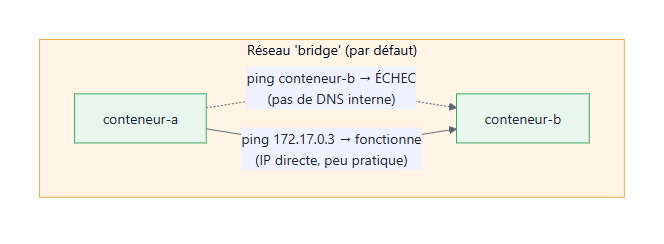 Réseau 'bridge' (par défaut)
ping conteneur-b → ÉCHEC
(pas de DNS interne)
conteneur-a
conteneur-b
ping 172.17.0.3 → fonctionne
(IP directe, peu pratique)